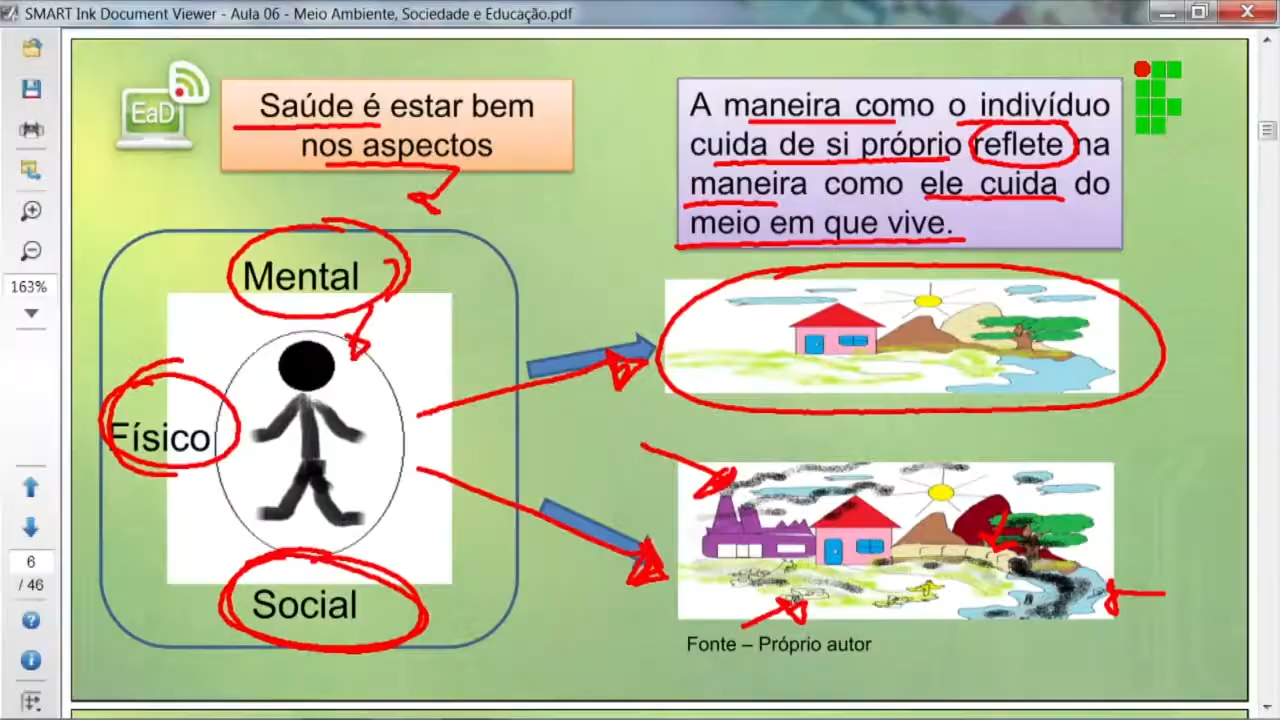 SMART Ink Document Viewer - Aula 06 - Meio Ambiente, Sociedade e Educação.pdf
EaD
Saúde é estar bem
nos aspectos
A maneira como o indivíduo
cuida de si próprio reflete na
maneira como ele cuida do
meio em que vive.
Mental
Físico
Social
Fonte – Próprio autor
163%
6
/ 46